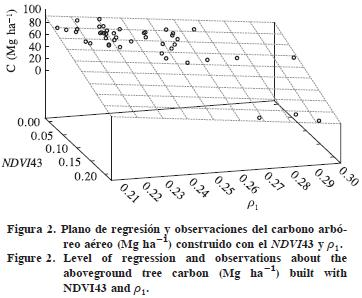 100
80
60
40
20
0
C (Mg ha⁻¹)
0.00
0.05
0.10
0.15
0.20
NDVI43
0.21
0.22
0.23
0.24
0.25
0.26
0.27
0.28
0.29
0.30
ρ₁
Figura 2. Plano de regresión y observaciones del carbono arbó-
reo aéreo (Mg ha⁻¹) construido con el NDVI43 y ρ₁.
Figure 2. Level of regression and observations about the
aboveground tree carbon (Mg ha⁻¹) built with
NDVI43 and ρ₁.